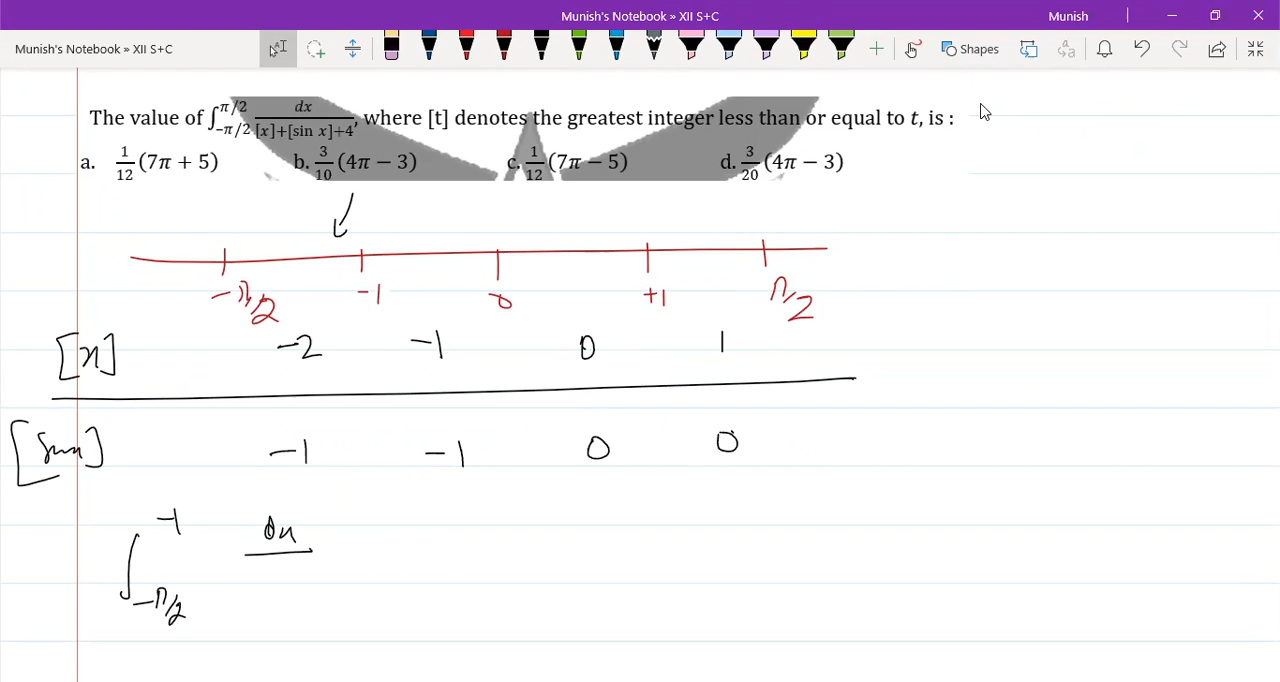 Munish's Notebook » XII S+C
Munish
Munish's Notebook » XII S+C
Shapes
The value of ∫_{-π/2}^{π/2} dx/([x]+[sin x]+4), where [t] denotes the greatest integer less than or equal to t, is :
a. 1/12 (7π + 5) b. 3/10 (4π − 3) c. 1/12 (7π − 5) d. 3/20 (4π − 3)
-π/2 -1 0 +1 π/2
[x] -2 -1 0 1
[sinx] -1 -1 0 0
∫_{-π/2}^{-1} dx